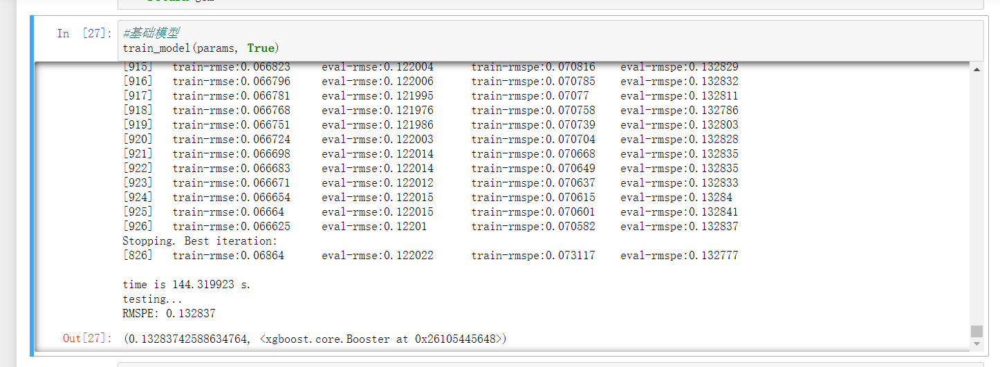 In [27]:
#基础模型
train_model(params, True)
[915] train-rmse:0.066823 eval-rmse:0.122004 train-rmspe:0.070816 eval-rmspe:0.132829
[916] train-rmse:0.066796 eval-rmse:0.122006 train-rmspe:0.070785 eval-rmspe:0.132832
[917] train-rmse:0.066781 eval-rmse:0.121995 train-rmspe:0.07077 eval-rmspe:0.132811
[918] train-rmse:0.066768 eval-rmse:0.121976 train-rmspe:0.070758 eval-rmspe:0.132786
[919] train-rmse:0.066751 eval-rmse:0.121986 train-rmspe:0.070739 eval-rmspe:0.132803
[920] train-rmse:0.066724 eval-rmse:0.122003 train-rmspe:0.070704 eval-rmspe:0.132828
[921] train-rmse:0.066698 eval-rmse:0.122014 train-rmspe:0.070668 eval-rmspe:0.132835
[922] train-rmse:0.066683 eval-rmse:0.122014 train-rmspe:0.070649 eval-rmspe:0.132835
[923] train-rmse:0.066671 eval-rmse:0.122012 train-rmspe:0.070637 eval-rmspe:0.132833
[924] train-rmse:0.066654 eval-rmse:0.122015 train-rmspe:0.070615 eval-rmspe:0.13284
[925] train-rmse:0.06664 eval-rmse:0.122015 train-rmspe:0.070601 eval-rmspe:0.132841
[926] train-rmse:0.066625 eval-rmse:0.12201 train-rmspe:0.070582 eval-rmspe:0.132837
Stopping. Best iteration:
[826] train-rmse:0.06864 eval-rmse:0.122022 train-rmspe:0.073117 eval-rmspe:0.132777
time is 144.319923 s.
testing...
RMSPE: 0.132837
Out[27]: (0.13283742588634764, <xgboost.core.Booster at 0x26105445648>)